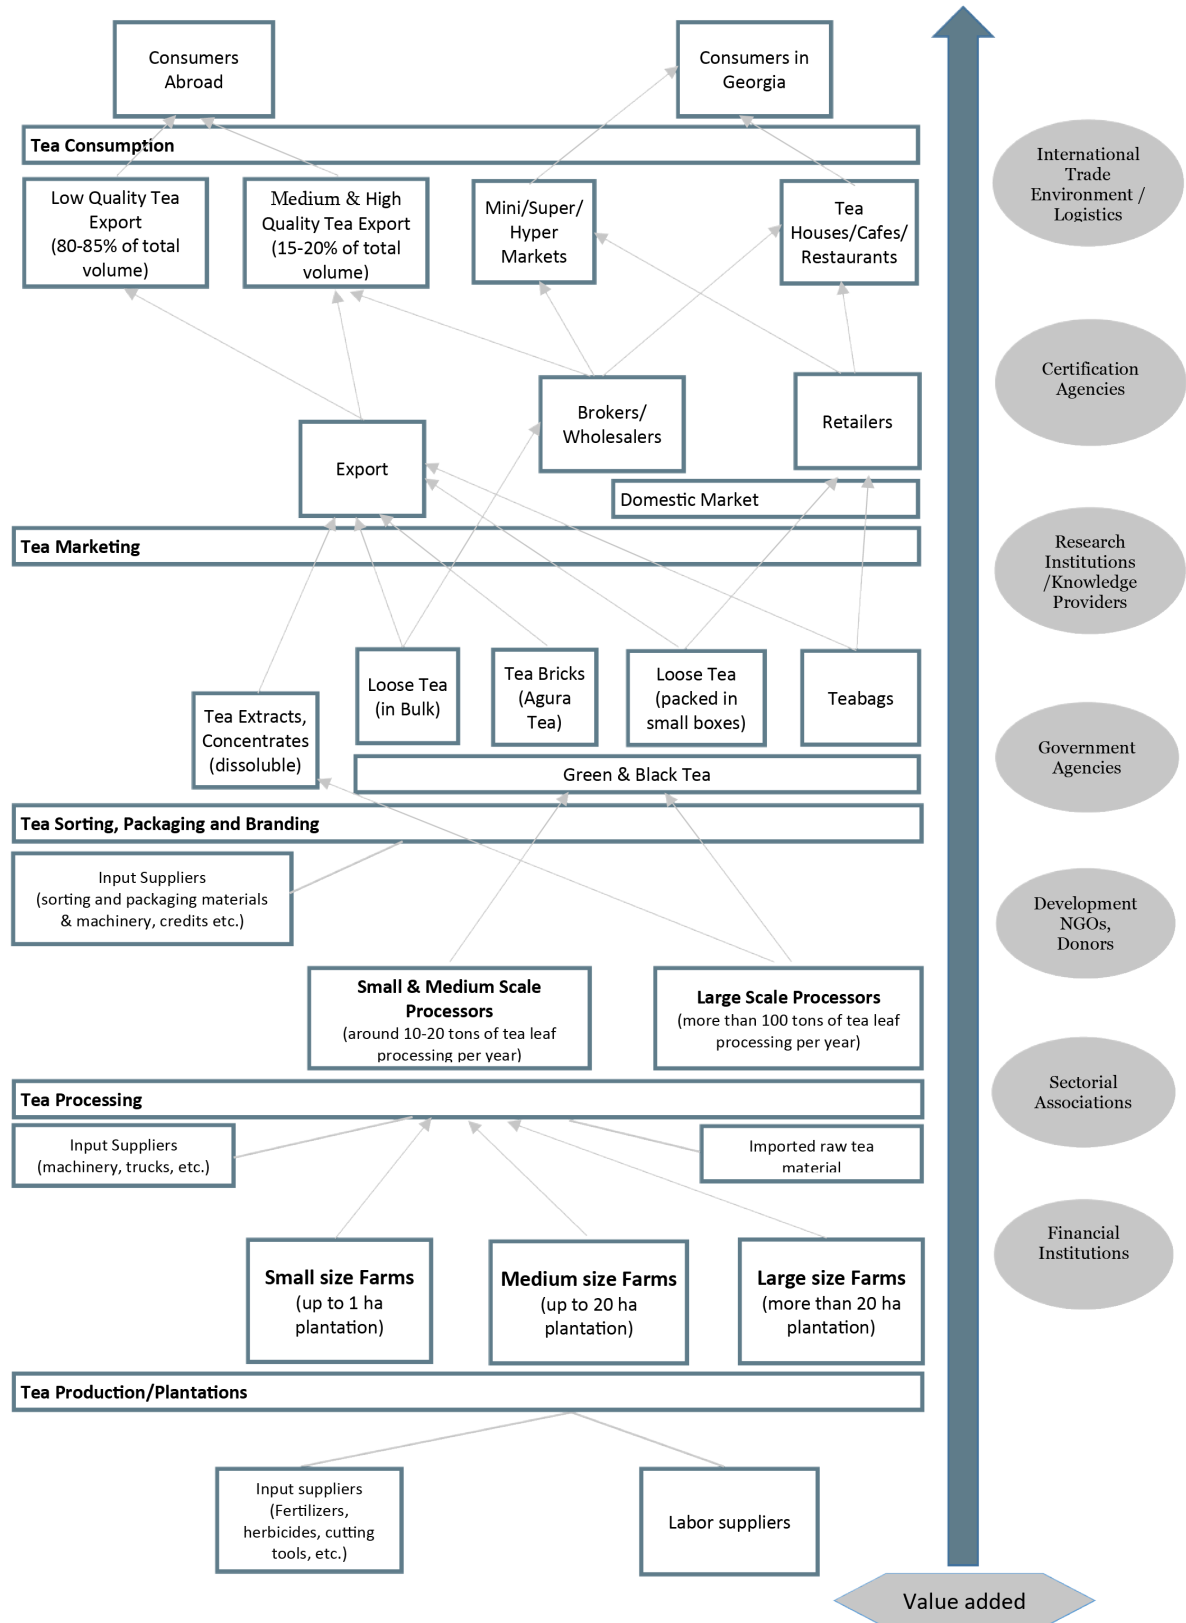 Consumers
Abroad
Consumers in
Georgia
Tea Consumption
Low Quality Tea
Export
(80-85% of total
volume)
Medium & High
Quality Tea Export
(15-20% of total
volume)
Mini/Super/
Hyper
Markets
Tea
Houses/Cafes/
Restaurants
Export
Brokers/
Wholesalers
Retailers
Domestic Market
Tea Marketing
Tea Extracts,
Concentrates
(dissoluble)
Loose Tea
(in Bulk)
Tea Bricks
(Agura
Tea)
Loose Tea
(packed in
small boxes)
Teabags
Green & Black Tea
Tea Sorting, Packaging and Branding
Input Suppliers
(sorting and packaging materials
& machinery, credits etc.)
Small & Medium Scale
Processors
(around 10-20 tons of tea leaf
processing per year)
Large Scale Processors
(more than 100 tons of tea leaf
processing per year)
Tea Processing
Input Suppliers
(machinery, trucks, etc.)
Imported raw tea
material
Small size Farms
(up to 1 ha
plantation)
Medium size Farms
(up to 20 ha
plantation)
Large size Farms
(more than 20 ha
plantation)
Tea Production/Plantations
Input suppliers
(Fertilizers,
herbicides, cutting
tools, etc.)
Labor suppliers
International
Trade
Environment /
Logistics
Certification
Agencies
Research
Institutions
/Knowledge
Providers
Government
Agencies
Development
NGOs,
Donors
Sectorial
Associations
Financial
Institutions
Value added